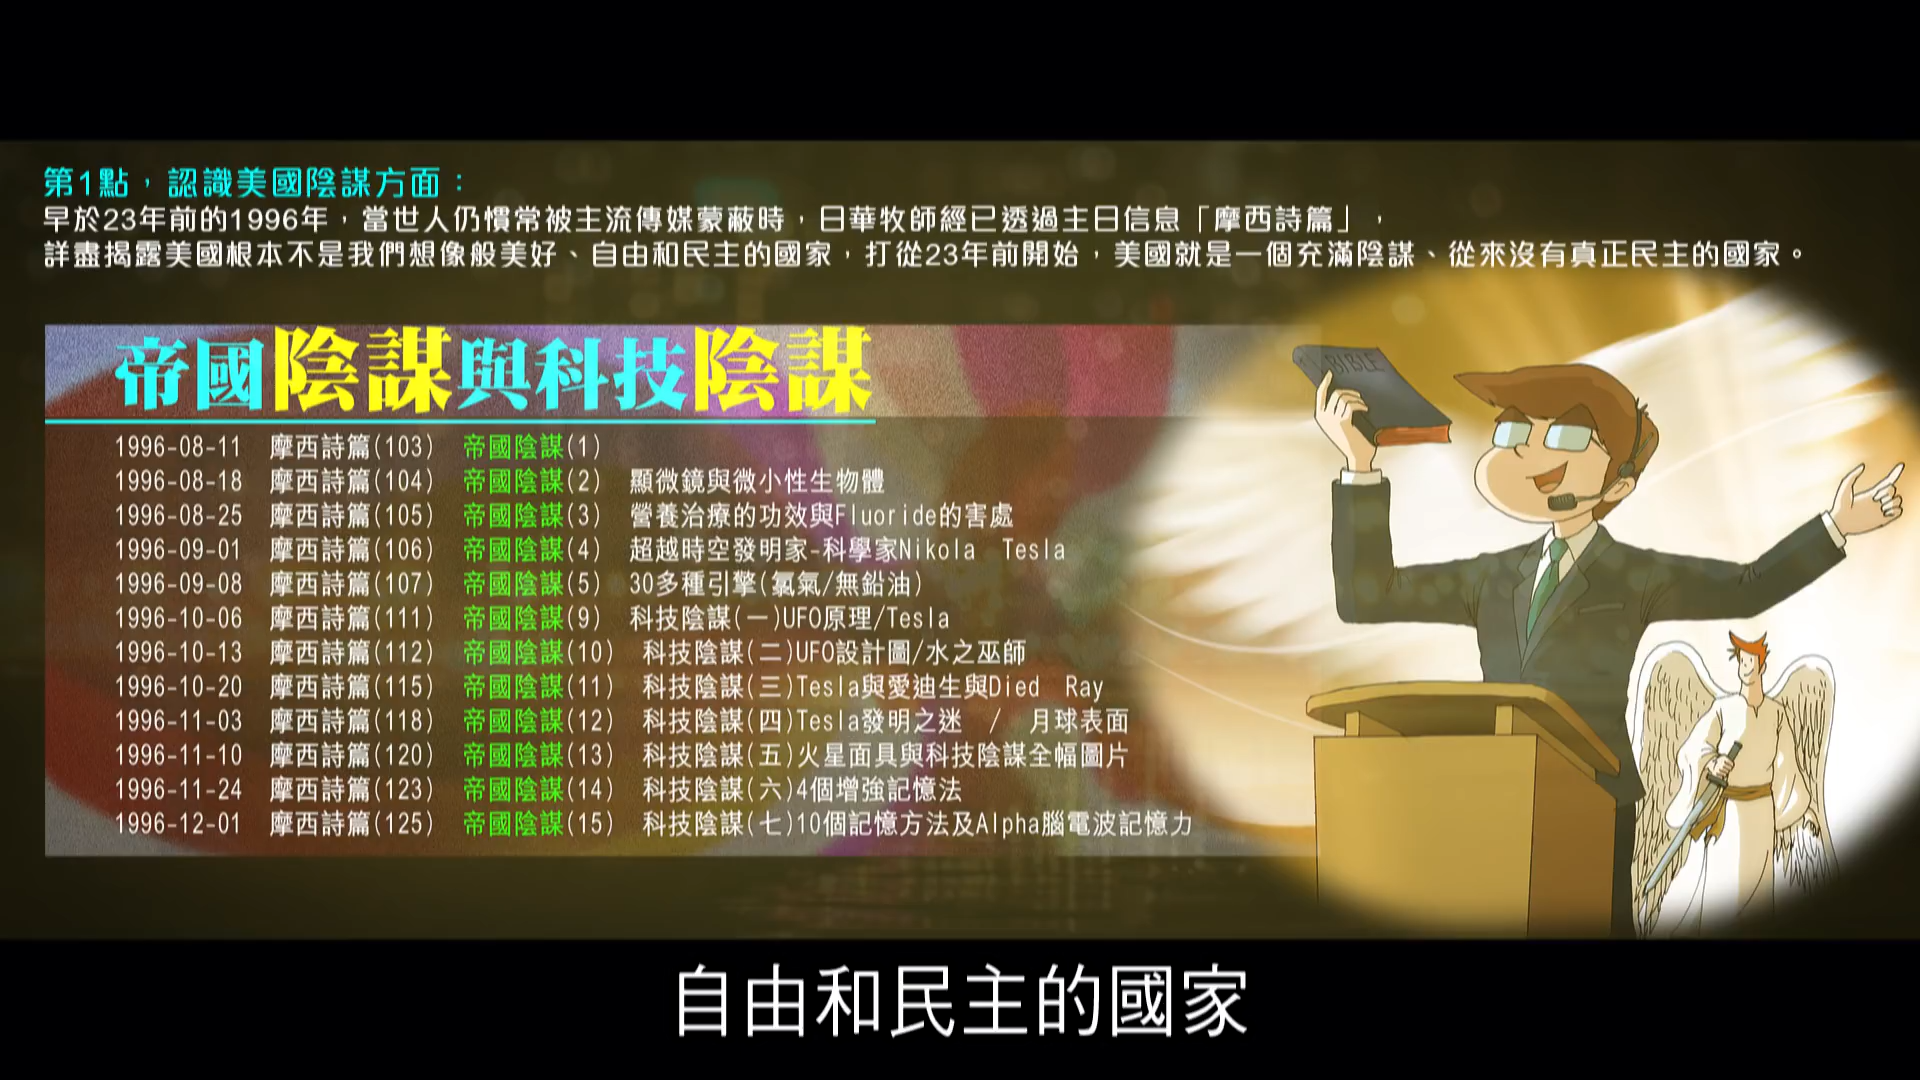 第1點，認識美國陰謀方面：
早於23年前的1996年，當世人仍慣常被主流傳媒蒙蔽時，日華牧師經已透過主日信息「摩西詩篇」，
詳盡揭露美國根本不是我們想像般美好、自由和民主的國家，打從23年前開始，美國就是一個充滿陰謀、從來沒有真正民主的國家。
帝國陰謀與科技陰謀
1996-08-11 摩西詩篇(103) 帝國陰謀(1)
1996-08-18 摩西詩篇(104) 帝國陰謀(2) 顯微鏡與微小性生物體
1996-08-25 摩西詩篇(105) 帝國陰謀(3) 營養治療的功效與Fluoride的害處
1996-09-01 摩西詩篇(106) 帝國陰謀(4) 超越時空發明家-科學家Nikola Tesla
1996-09-08 摩西詩篇(107) 帝國陰謀(5) 30多種引擎(氯氣/無鉛油)
1996-10-06 摩西詩篇(111) 帝國陰謀(9) 科技陰謀(一)UFO原理/Tesla
1996-10-13 摩西詩篇(112) 帝國陰謀(10) 科技陰謀(二)UFO設計圖/水之巫師
1996-10-20 摩西詩篇(115) 帝國陰謀(11) 科技陰謀(三)Tesla與愛迪生與Died Ray
1996-11-03 摩西詩篇(118) 帝國陰謀(12) 科技陰謀(四)Tesla發明之迷 / 月球表面
1996-11-10 摩西詩篇(120) 帝國陰謀(13) 科技陰謀(五)火星面具與科技陰謀全幅圖片
1996-11-24 摩西詩篇(123) 帝國陰謀(14) 科技陰謀(六)4個增強記憶法
1996-12-01 摩西詩篇(125) 帝國陰謀(15) 科技陰謀(七)10個記憶方法及Alpha腦電波記憶力
BIBLE
自由和民主的國家